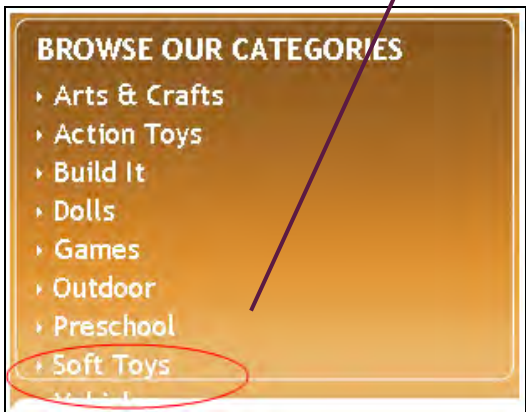 BROWSE OUR CATEGORIES
Arts & Crafts
Action Toys
Build It
Dolls
Games
Outdoor
Preschool
Soft Toys